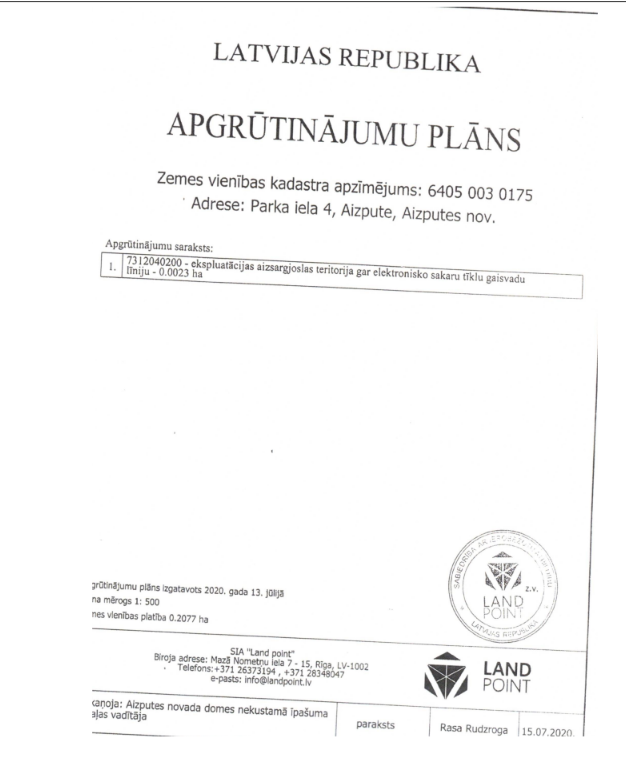 LATVIJAS REPUBLIKA
APGRŪTINĀJUMU PLĀNS
Zemes vienības kadastra apzīmējums: 6405 003 0175
Adrese: Parka iela 4, Aizpute, Aizputes nov.
Apgrūtinājumu saraksts:
1. 7312040200 - ekspluatācijas aizsargjoslas teritorija gar elektronisko sakaru tīklu gaisvadu
līniju - 0.0023 ha
SABIEDRĪBA AR IEROBEŽOTU
z.v.
LAND
POINT
LATVIJAS REPUBLIKA
grūtinājumu plāns izgatavots 2020. gada 13. jūlijā
na mērogs 1: 500
nes vienības platība 0.2077 ha
SIA "Land point"
Biroja adrese: Mazā Nometņu iela 7 - 15, Rīga, LV-1002
Telefons:+371 26373194 , +371 28348047
e-pasts: info@landpoint.lv
LAND
POINT
kaņoja: Aizputes novada domes nekustamā īpašuma
aļas vadītāja
paraksts
Rasa Rudzroga
15.07.2020.